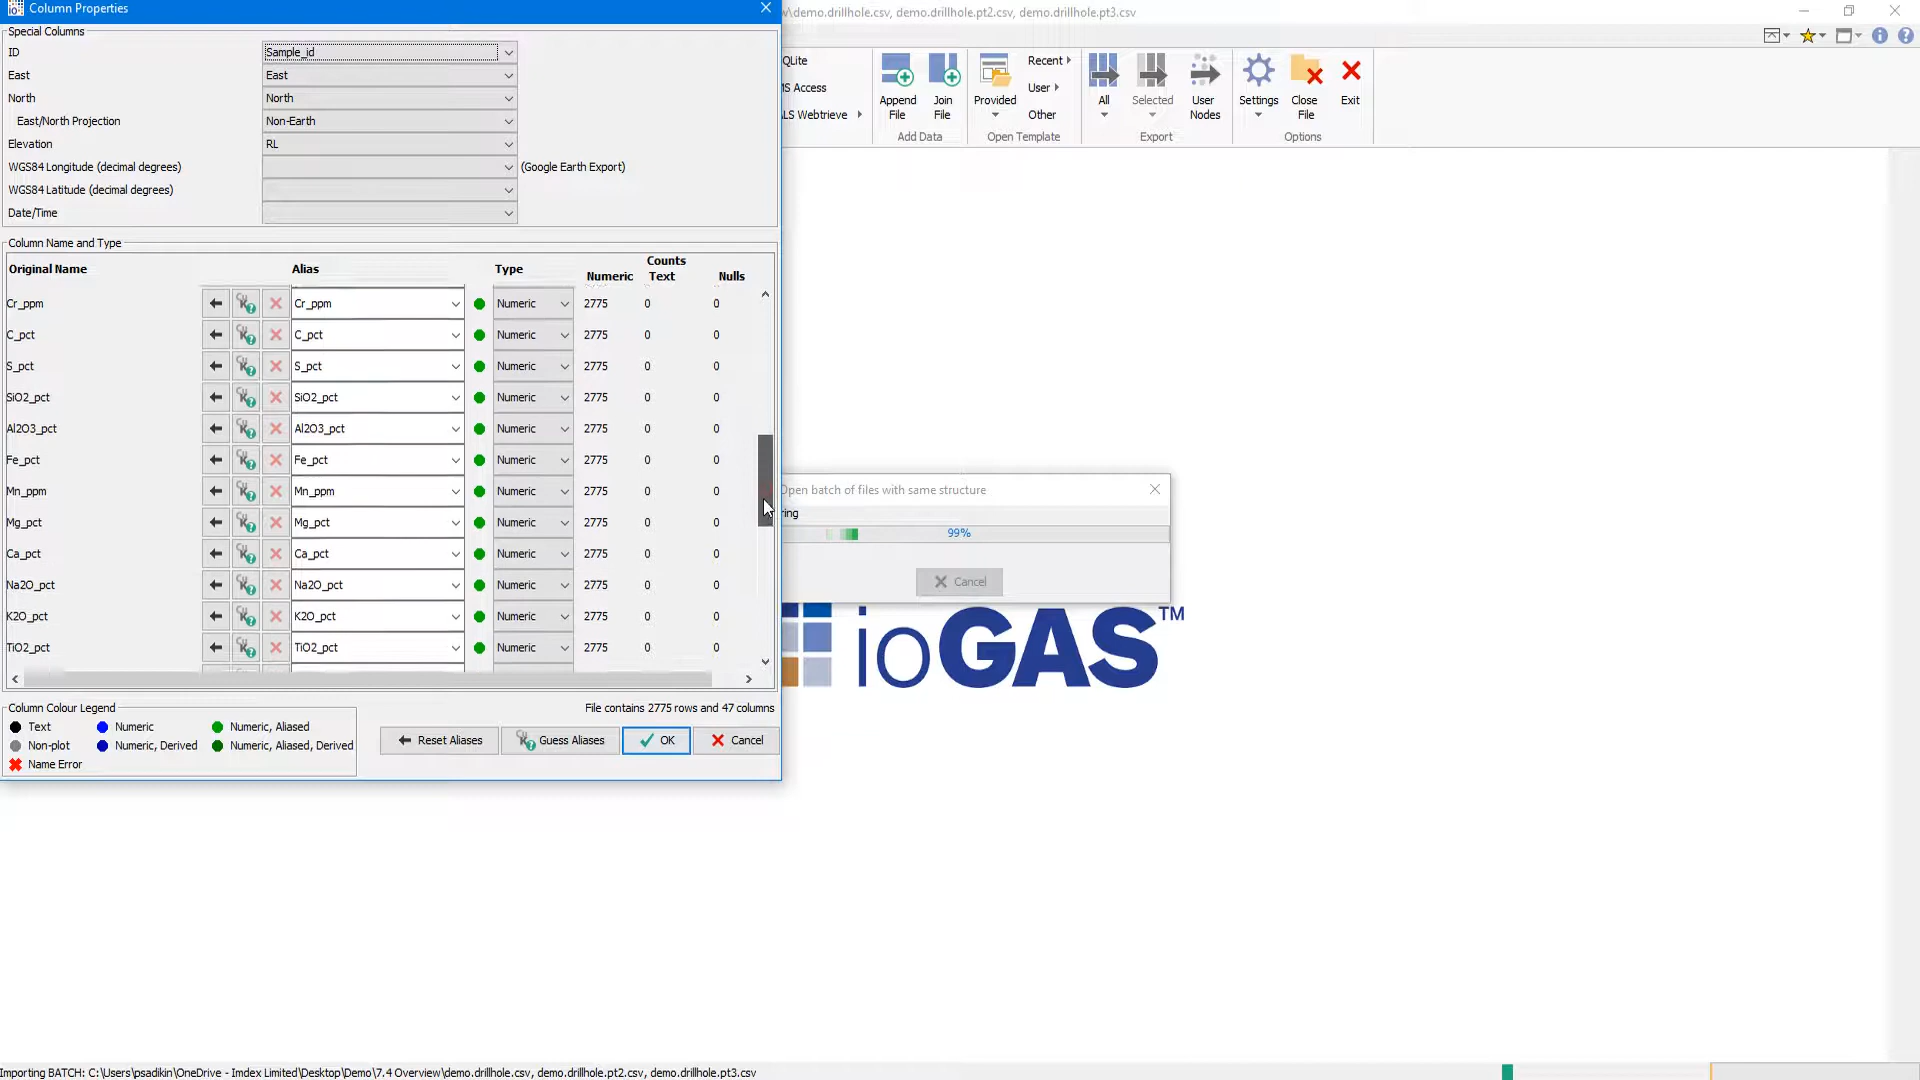 Column Properties
w\demo.drillhole.csv, demo.drillhole.pt2.csv, demo.drillhole.pt3.csv
Special Columns
ID Sample_id
East East
North North
East/North Projection Non-Earth
Elevation RL
WGS84 Longitude (decimal degrees) (Google Earth Export)
WGS84 Latitude (decimal degrees)
Date/Time
QLite
MS Access
ALS Webtrieve
Append File
Join File
Add Data
Provided
Recent
User
Other
Open Template
All
Selected
User Nodes
Export
Settings
Close File
Exit
Options
Column Name and Type
Original Name Alias Type Counts
Numeric Text Nulls
Cr_ppm Cr_ppm Numeric 2775 0 0
C_pct C_pct Numeric 2775 0 0
S_pct S_pct Numeric 2775 0 0
SiO2_pct SiO2_pct Numeric 2775 0 0
Al2O3_pct Al2O3_pct Numeric 2775 0 0
Fe_pct Fe_pct Numeric 2775 0 0
Mn_ppm Mn_ppm Numeric 2775 0 0
Mg_pct Mg_pct Numeric 2775 0 0
Ca_pct Ca_pct Numeric 2775 0 0
Na2O_pct Na2O_pct Numeric 2775 0 0
K2O_pct K2O_pct Numeric 2775 0 0
TiO2_pct TiO2_pct Numeric 2775 0 0
Open batch of files with same structure
ring
99%
Cancel
ioGAS™
Column Colour Legend
File contains 2775 rows and 47 columns
Text Numeric Numeric, Aliased
Non-plot Numeric, Derived Numeric, Aliased, Derived
Name Error
Reset Aliases Guess Aliases OK Cancel
Importing BATCH: C:\Users\psadikin\OneDrive - Imdex Limited\Desktop\Demo\7.4 Overview\demo.drillhole.csv, demo.drillhole.pt2.csv, demo.drillhole.pt3.csv